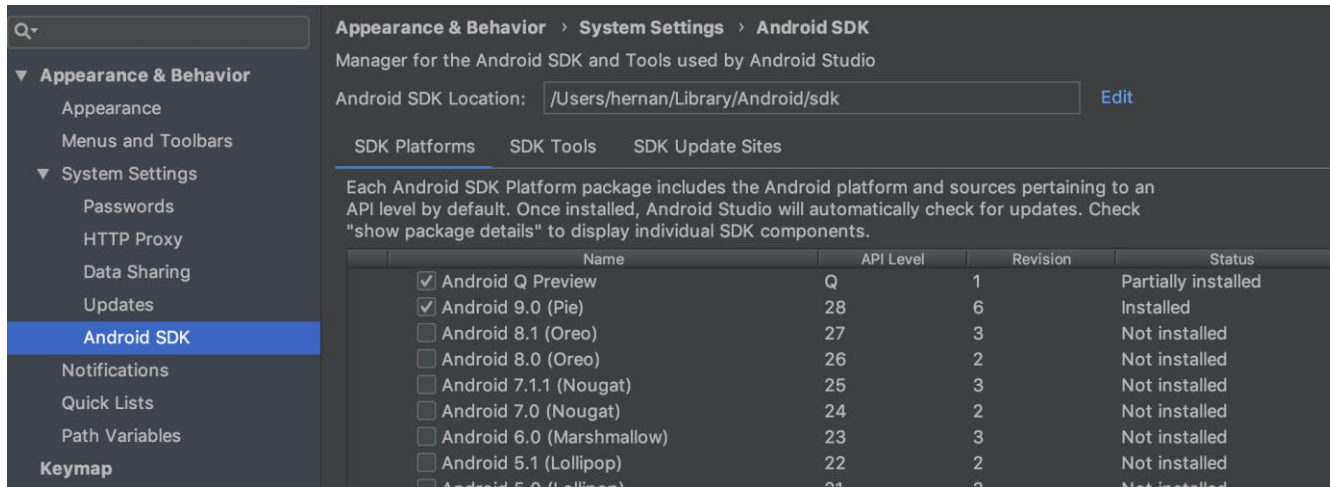 Appearance & Behavior
Appearance
Menus and Toolbars
System Settings
Passwords
HTTP Proxy
Data Sharing
Updates
Android SDK
Notifications
Quick Lists
Path Variables
Keymap
Appearance & Behavior › System Settings › Android SDK
Manager for the Android SDK and Tools used by Android Studio
Android SDK Location: /Users/hernan/Library/Android/sdk Edit
SDK Platforms SDK Tools SDK Update Sites
Each Android SDK Platform package includes the Android platform and sources pertaining to an
API level by default. Once installed, Android Studio will automatically check for updates. Check
"show package details" to display individual SDK components.
Name API Level Revision Status
Android Q Preview Q 1 Partially installed
Android 9.0 (Pie) 28 6 Installed
Android 8.1 (Oreo) 27 3 Not installed
Android 8.0 (Oreo) 26 2 Not installed
Android 7.1.1 (Nougat) 25 3 Not installed
Android 7.0 (Nougat) 24 2 Not installed
Android 6.0 (Marshmallow) 23 3 Not installed
Android 5.1 (Lollipop) 22 2 Not installed
Android 5.0 (Lollipop) 21 2 Not installed